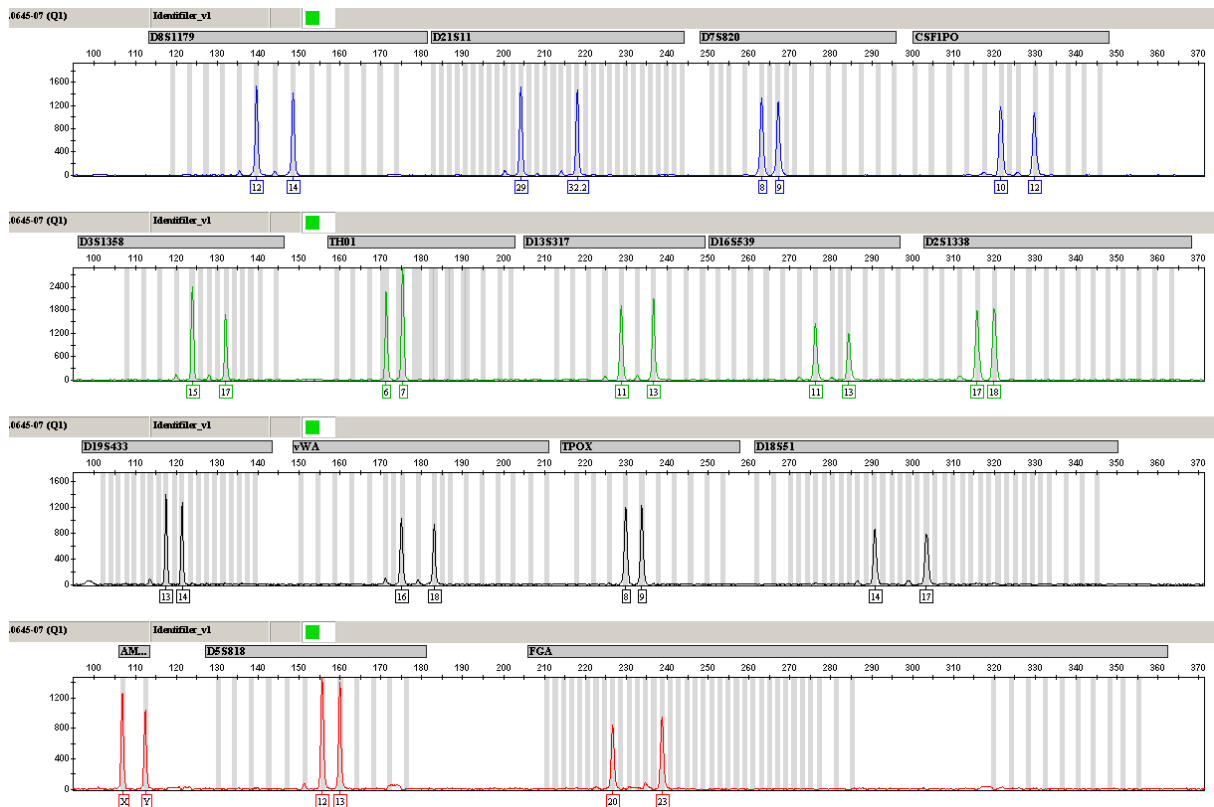 .0645-07 (Q1) Identifiler_v1
D8S1179 D21S11 D7S820 CSF1PO
100 120 130 140 150 160 170 180 190 200 210 220 230 240 250 260 270 280 290 300 310 320 330 340 350 360 370
1600
1200
800
400
0
12 14 29 32.2 8 9 10 12
.0645-07 (Q1) Identifiler_v1
D3S1358 TH01 D13S317 D16S539 D2S1338
100 120 130 140 150 160 170 180 190 200 210 220 230 240 250 260 270 280 290 300 310 320 330 340 350 360 370
2400
1800
1200
600
0
15 17 6 7 11 13 11 13 17 18
.0645-07 (Q1) Identifiler_v1
D19S433 vWA TPOX D18S51
100 120 130 140 150 160 170 180 190 200 210 220 230 240 250 260 270 280 290 300 310 320 330 340 350 360 370
1600
1200
800
400
0
13 14 16 18 8 9 14 17
.0645-07 (Q1) Identifiler_v1
AM... D5S818 FGA
100 120 130 140 150 160 170 180 190 200 210 220 230 240 250 260 270 280 290 300 310 320 330 340 350 360 370
1200
800
400
0
X Y 12 13 20 23